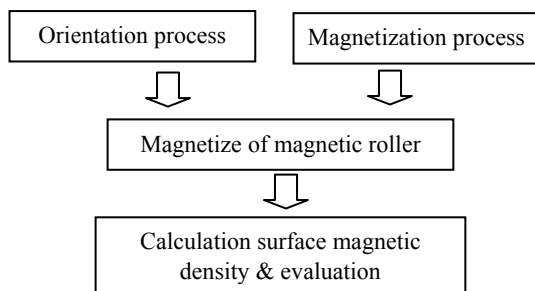 Orientation process
Magnetization process
Magnetize of magnetic roller
Calculation surface magnetic
density & evaluation